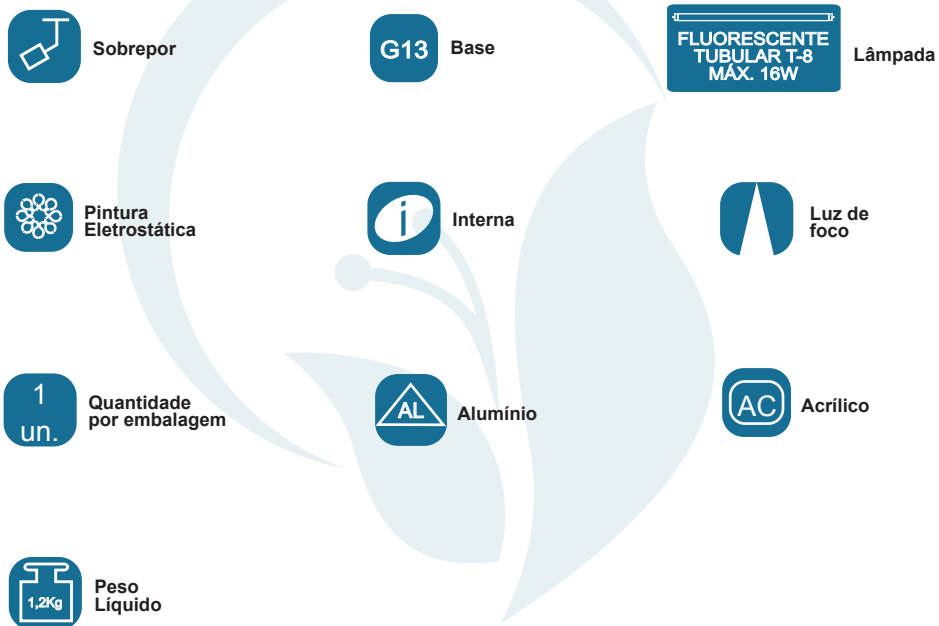 Sobrepor
G13
Base
FLUORESCENTE
TUBULAR T-8
MÁX. 16W
Lâmpada
Pintura
Eletrostática
i
Interna
Luz de
foco
1
un.
Quantidade
por embalagem
AL
Alumínio
AC
Acrílico
1,2Kg
Peso
Líquido